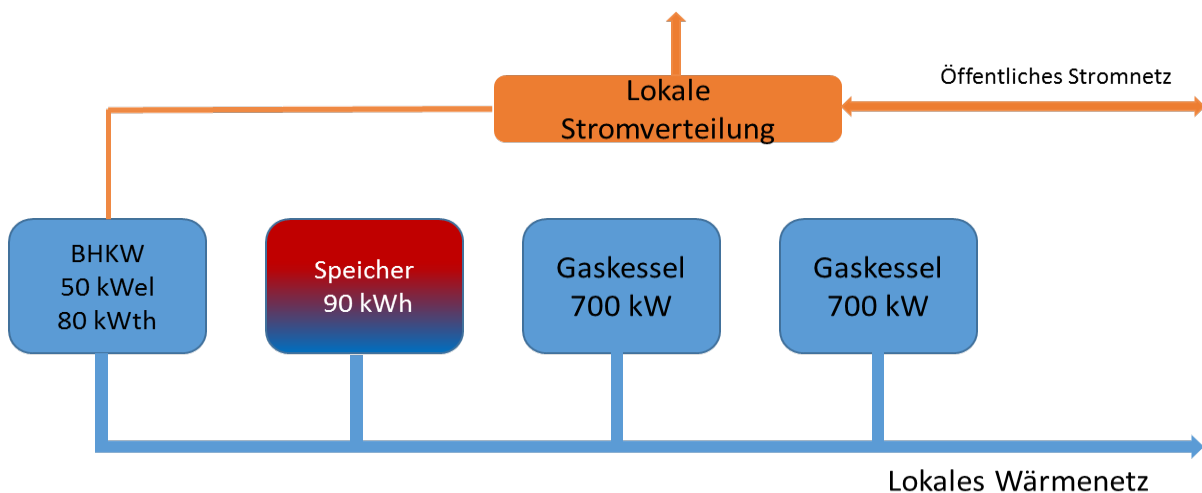 Öffentliches Stromnetz
Lokale
Stromverteilung
BHKW
50 kWel
80 kWth
Speicher
90 kWh
Gaskessel
700 kW
Gaskessel
700 kW
Lokales Wärmenetz